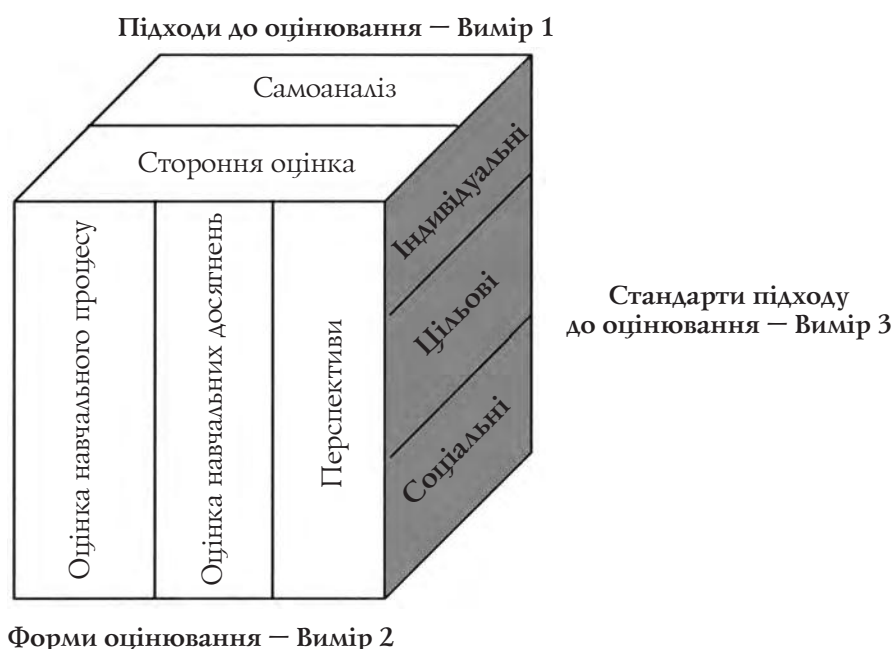 Підходи до оцінювання — Вимір 1
Самоаналіз
Стороння оцінка
Оцінка навчального процесу
Оцінка навчальних досягнень
Перспективи
Індивідуальні
Цільові
Соціальні
Стандарти підходу
до оцінювання — Вимір 3
Форми оцінювання — Вимір 2